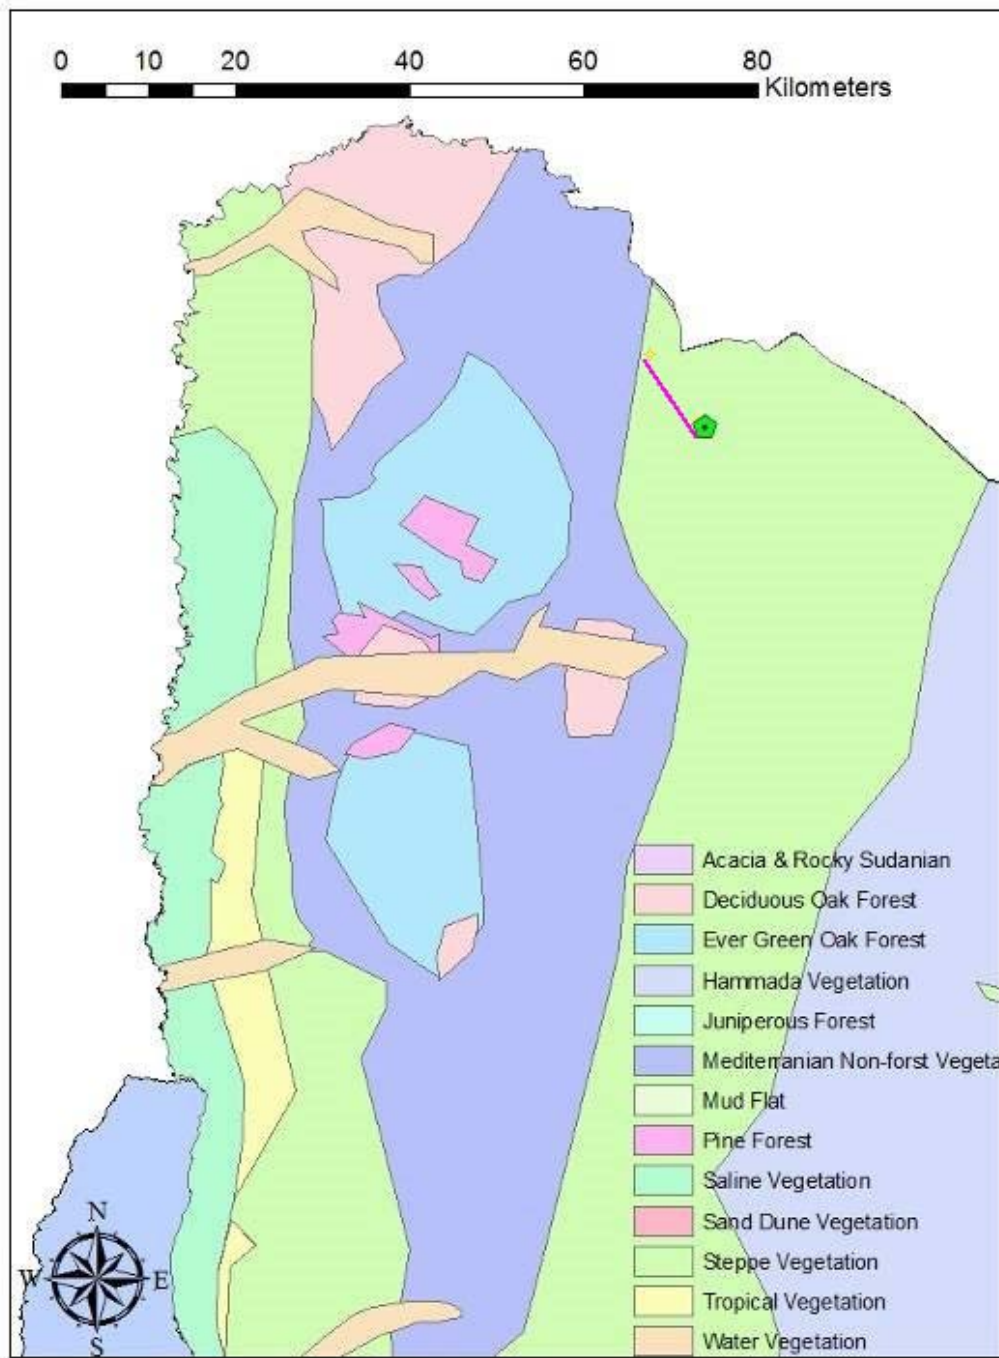 0 10 20 40 60 80
Kilometers
Acacia & Rocky Sudanian
Deciduous Oak Forest
Ever Green Oak Forest
Hammada Vegetation
Juniperous Forest
Mediterranian Non-forst Vegeta
Mud Flat
Pine Forest
Saline Vegetation
Sand Dune Vegetation
Steppe Vegetation
Tropical Vegetation
Water Vegetation
N
W E
S